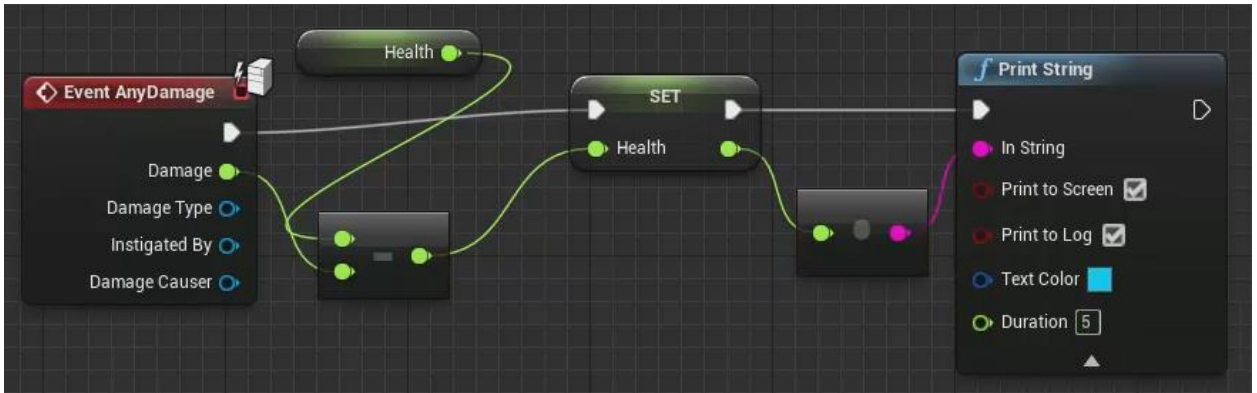 Health
Event AnyDamage
Damage
Damage Type
Instigated By
Damage Causer
-
SET
Health
f Print String
In String
Print to Screen
Print to Log
Text Color
Duration 5